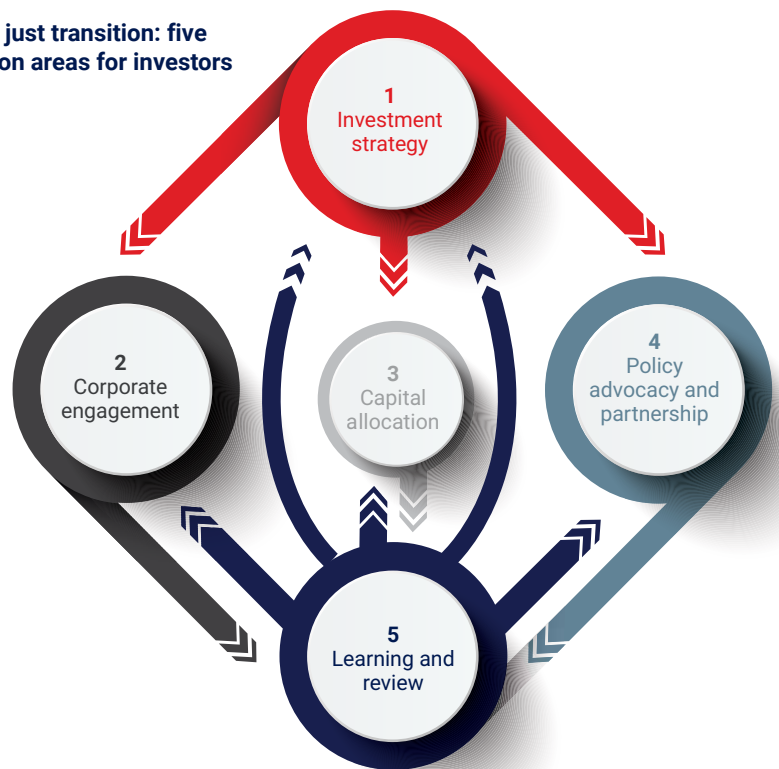 just transition: five
areas for investors
1
Investment
strategy
2
Corporate
engagement
3
Capital
allocation
4
Policy
advocacy and
partnership
5
Learning and
review